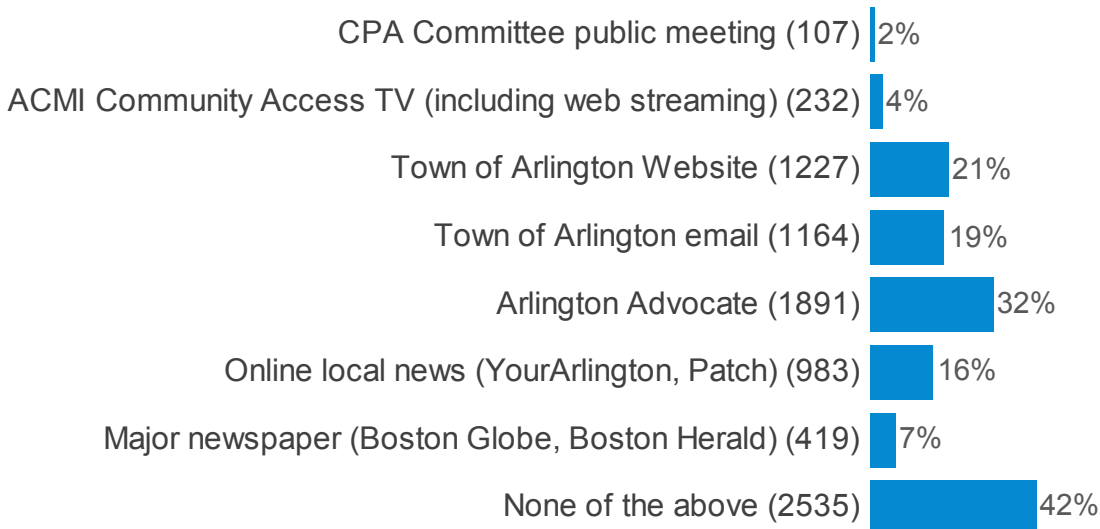 CPA Committee public meeting (107) 2%
ACMI Community Access TV (including web streaming) (232) 4%
Town of Arlington Website (1227) 21%
Town of Arlington email (1164) 19%
Arlington Advocate (1891) 32%
Online local news (YourArlington, Patch) (983) 16%
Major newspaper (Boston Globe, Boston Herald) (419) 7%
None of the above (2535) 42%